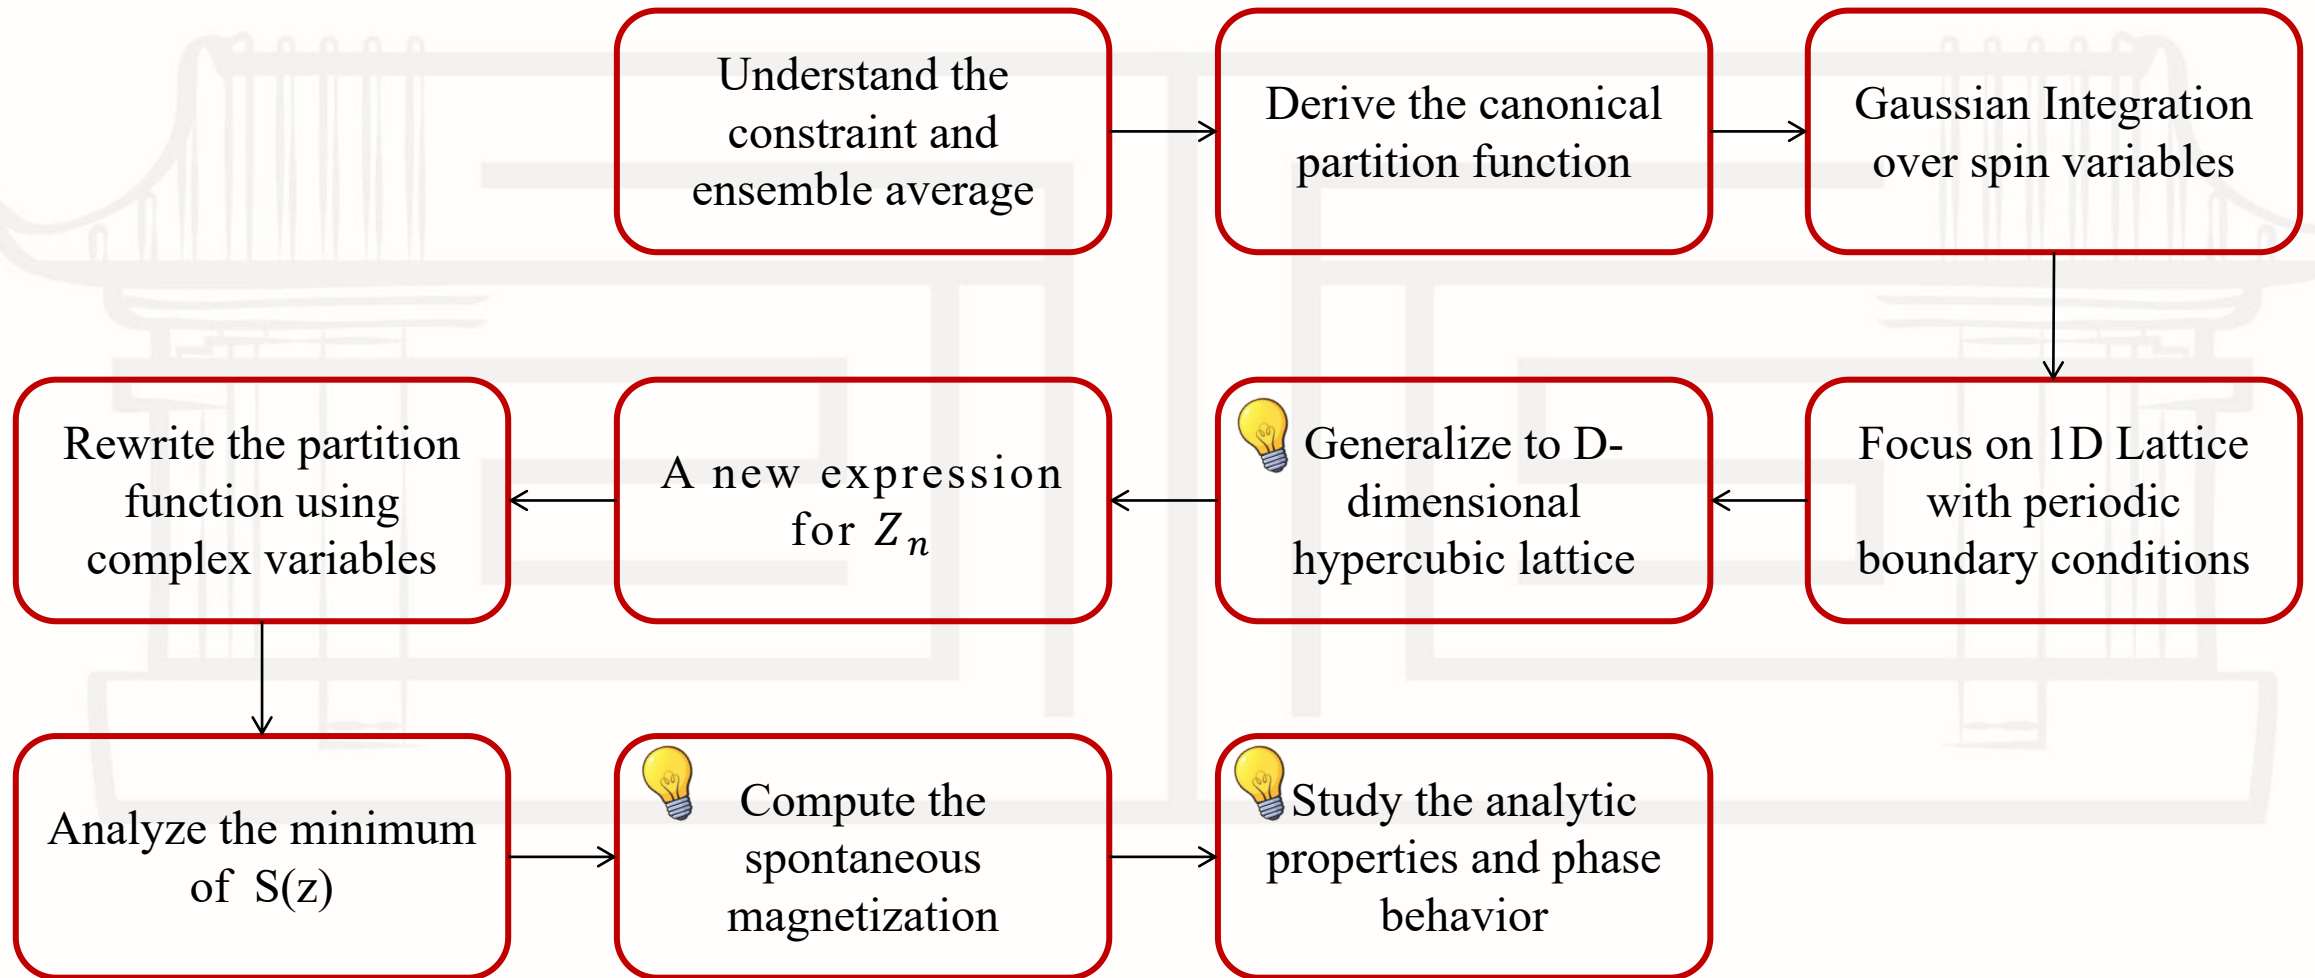 Understand the
constraint and
ensemble average
Derive the canonical
partition function
Gaussian Integration
over spin variables
Focus on 1D Lattice
with periodic
boundary conditions
Generalize to D-
dimensional
hypercubic lattice
A new expression
for Z_n
Rewrite the partition
function using
complex variables
Analyze the minimum
of S(z)
Compute the
spontaneous
magnetization
Study the analytic
properties and phase
behavior